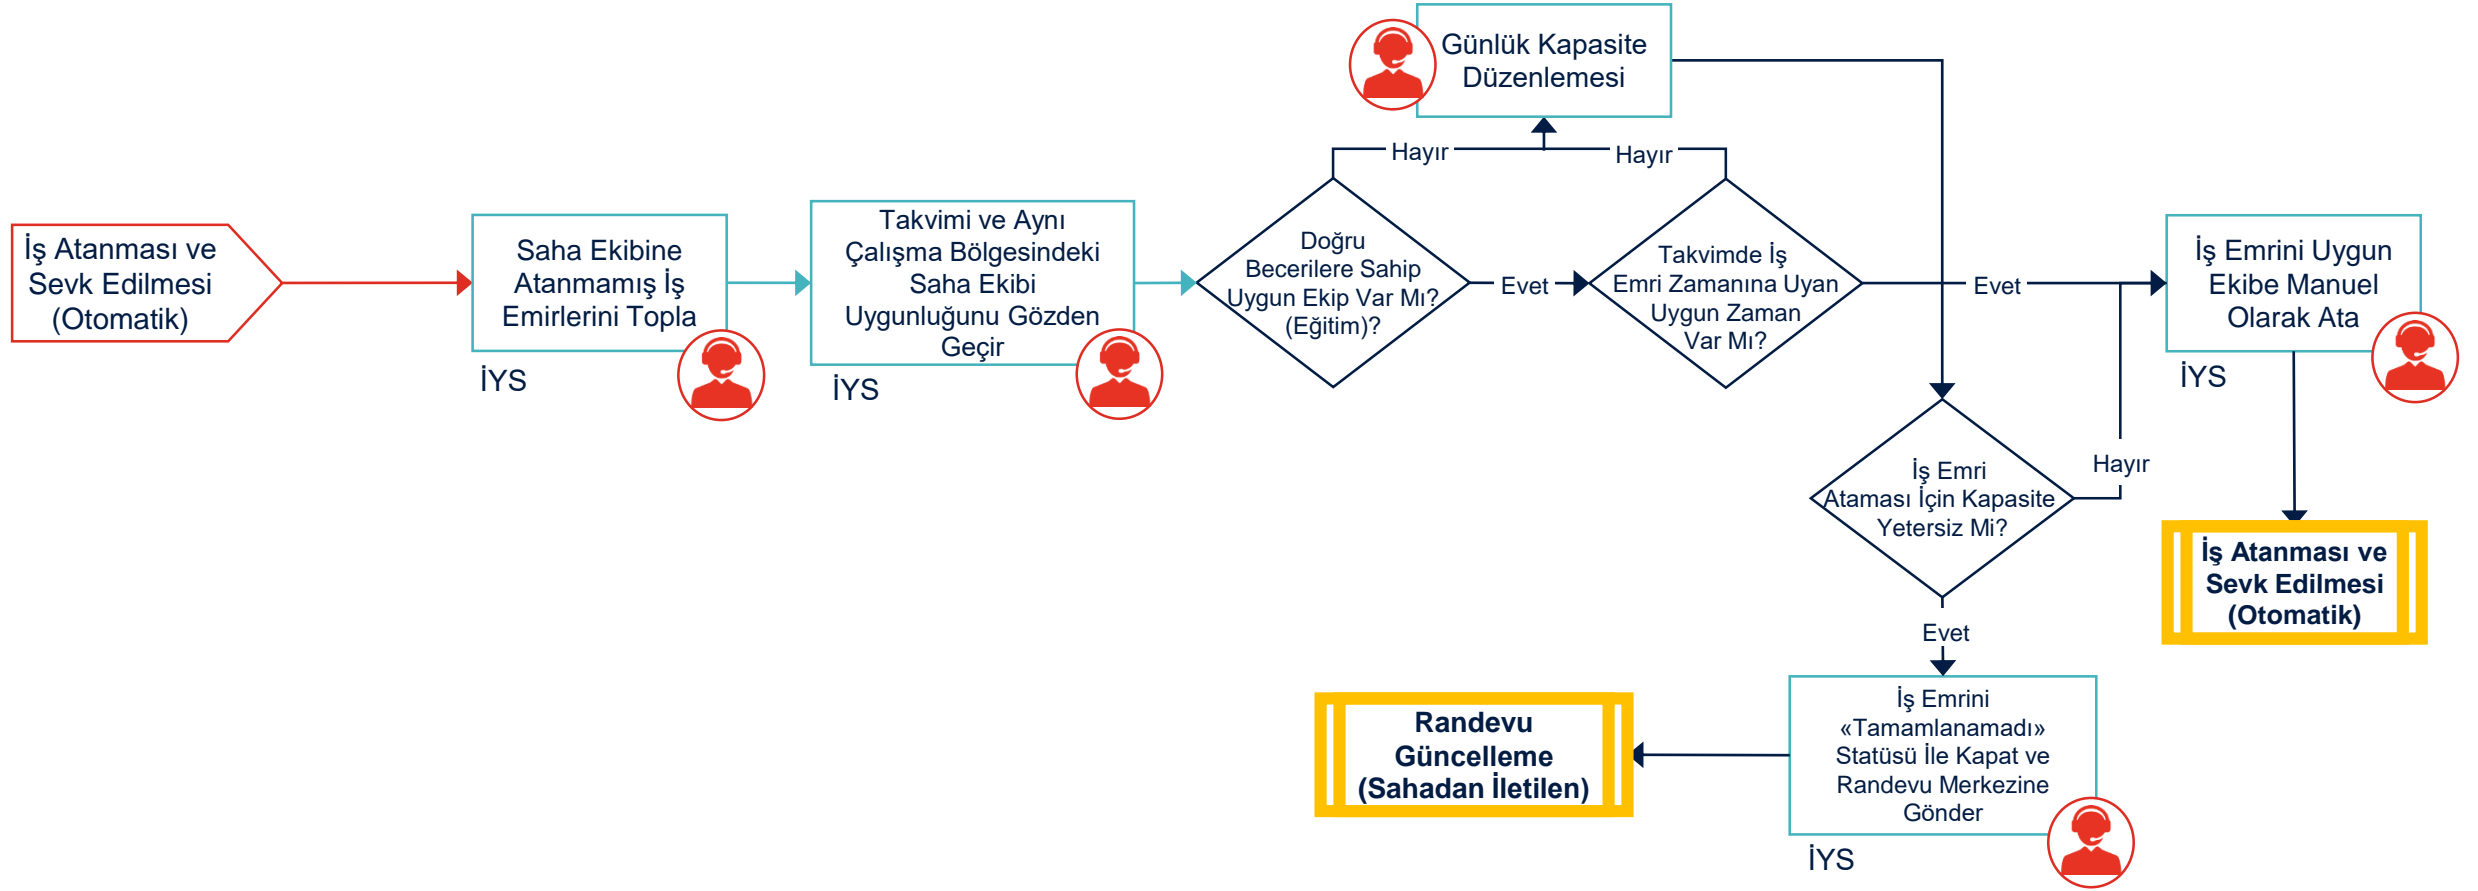 İş Atanması ve
Sevk Edilmesi
(Otomatik)
Saha Ekibine
Atanmamış İş
Emirlerini Topla
İYS
Takvimi ve Aynı
Çalışma Bölgesindeki
Saha Ekibi
Uygunluğunu Gözden
Geçir
İYS
Doğru
Becerilere Sahip
Uygun Ekip Var Mı?
(Eğitim)?
Hayır
Evet
Günlük Kapasite
Düzenlemesi
Takvimde İş
Emri Zamanına Uyan
Uygun Zaman
Var Mı?
Hayır
Evet
İş Emri
Ataması İçin Kapasite
Yetersiz Mi?
Hayır
Evet
İş Emrini Uygun
Ekibe Manuel
Olarak Ata
İYS
İş Atanması ve
Sevk Edilmesi
(Otomatik)
İş Emrini
«Tamamlanamadı»
Statüsü İle Kapat ve
Randevu Merkezine
Gönder
İYS
Randevu
Güncelleme
(Sahadan İletilen)